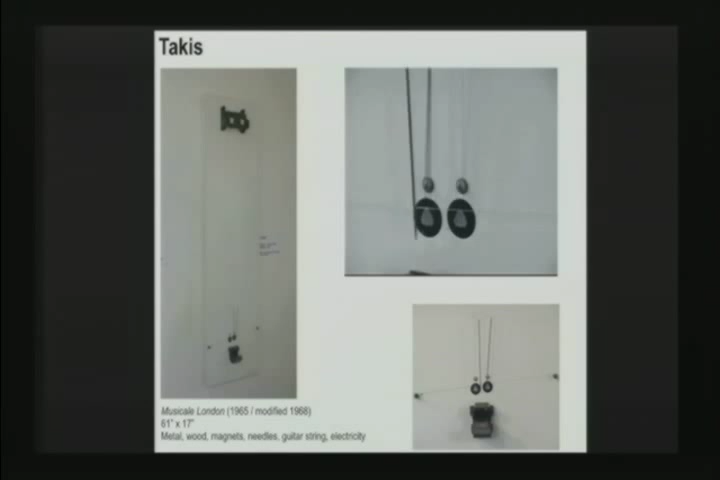 Takis
Musicale London (1965 / modified 1968)
61" x 17"
Metal, wood, magnets, needles, guitar string, electricity